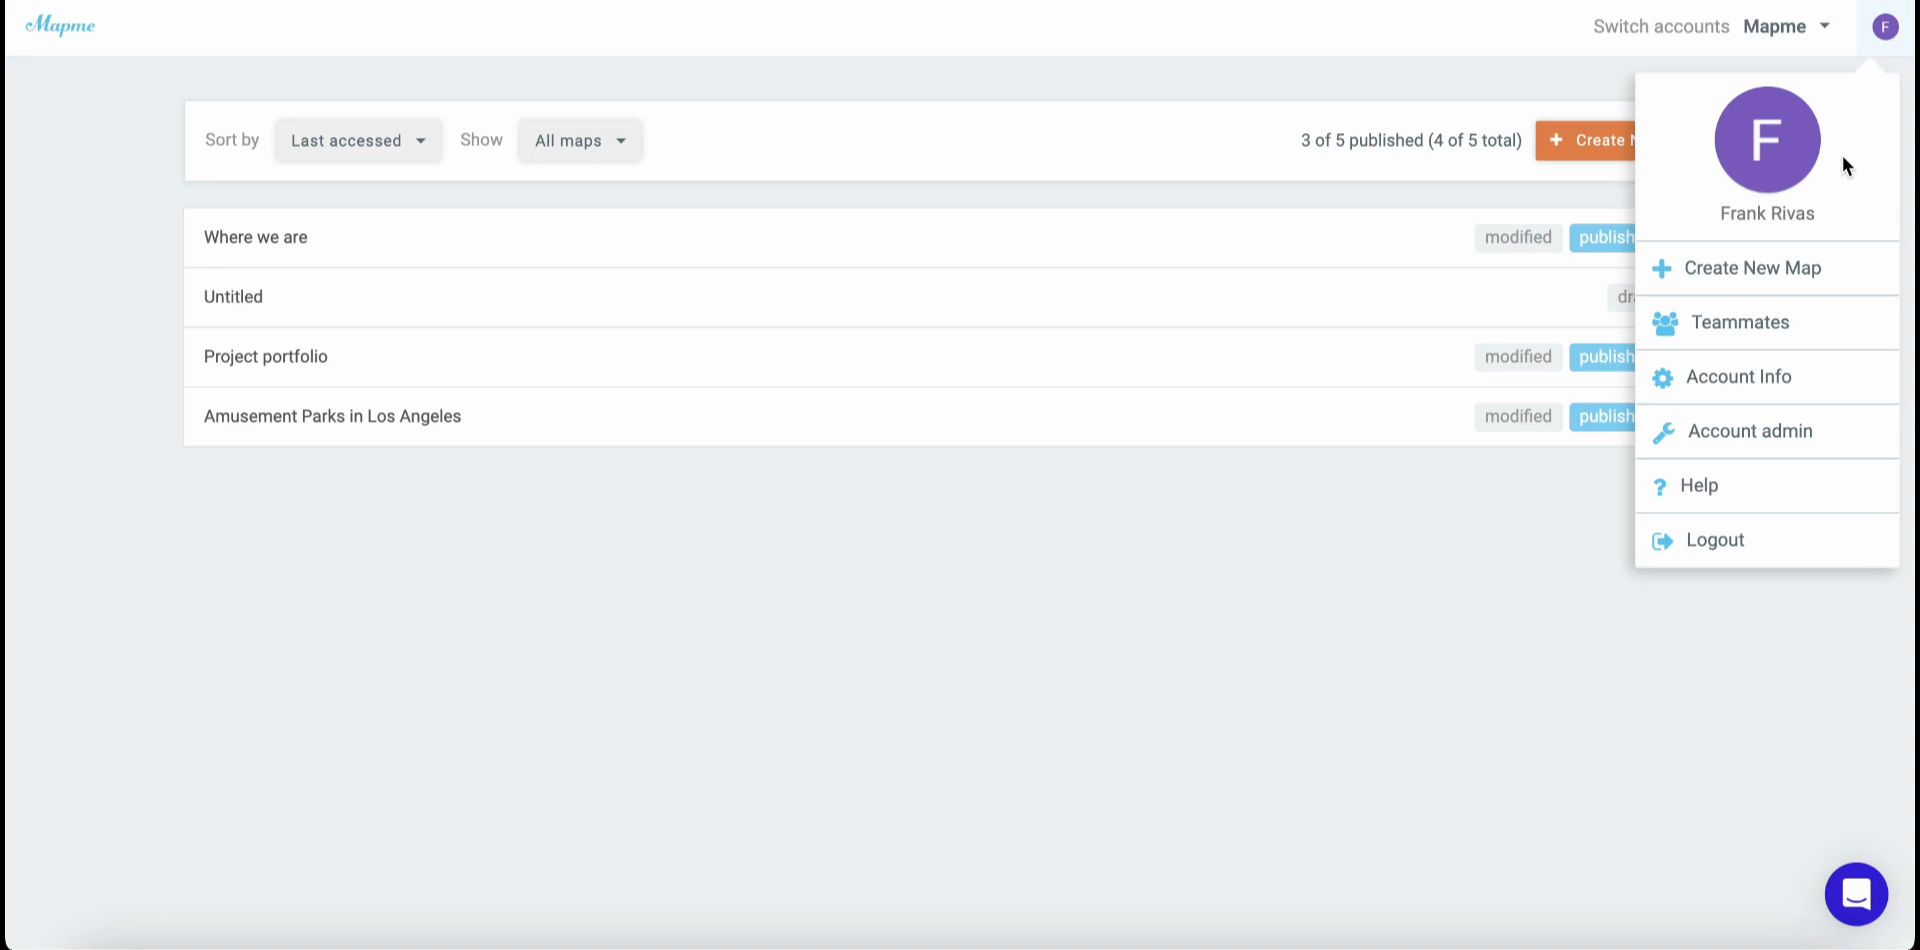 Mapme
Switch accounts Mapme
F
Sort by Last accessed Show All maps 3 of 5 published (4 of 5 total) + Create
F
Frank Rivas
Where we are modified publish
Untitled
Project portfolio modified publish
Amusement Parks in Los Angeles modified publish
Create New Map
Teammates
Account Info
Account admin
? Help
Logout